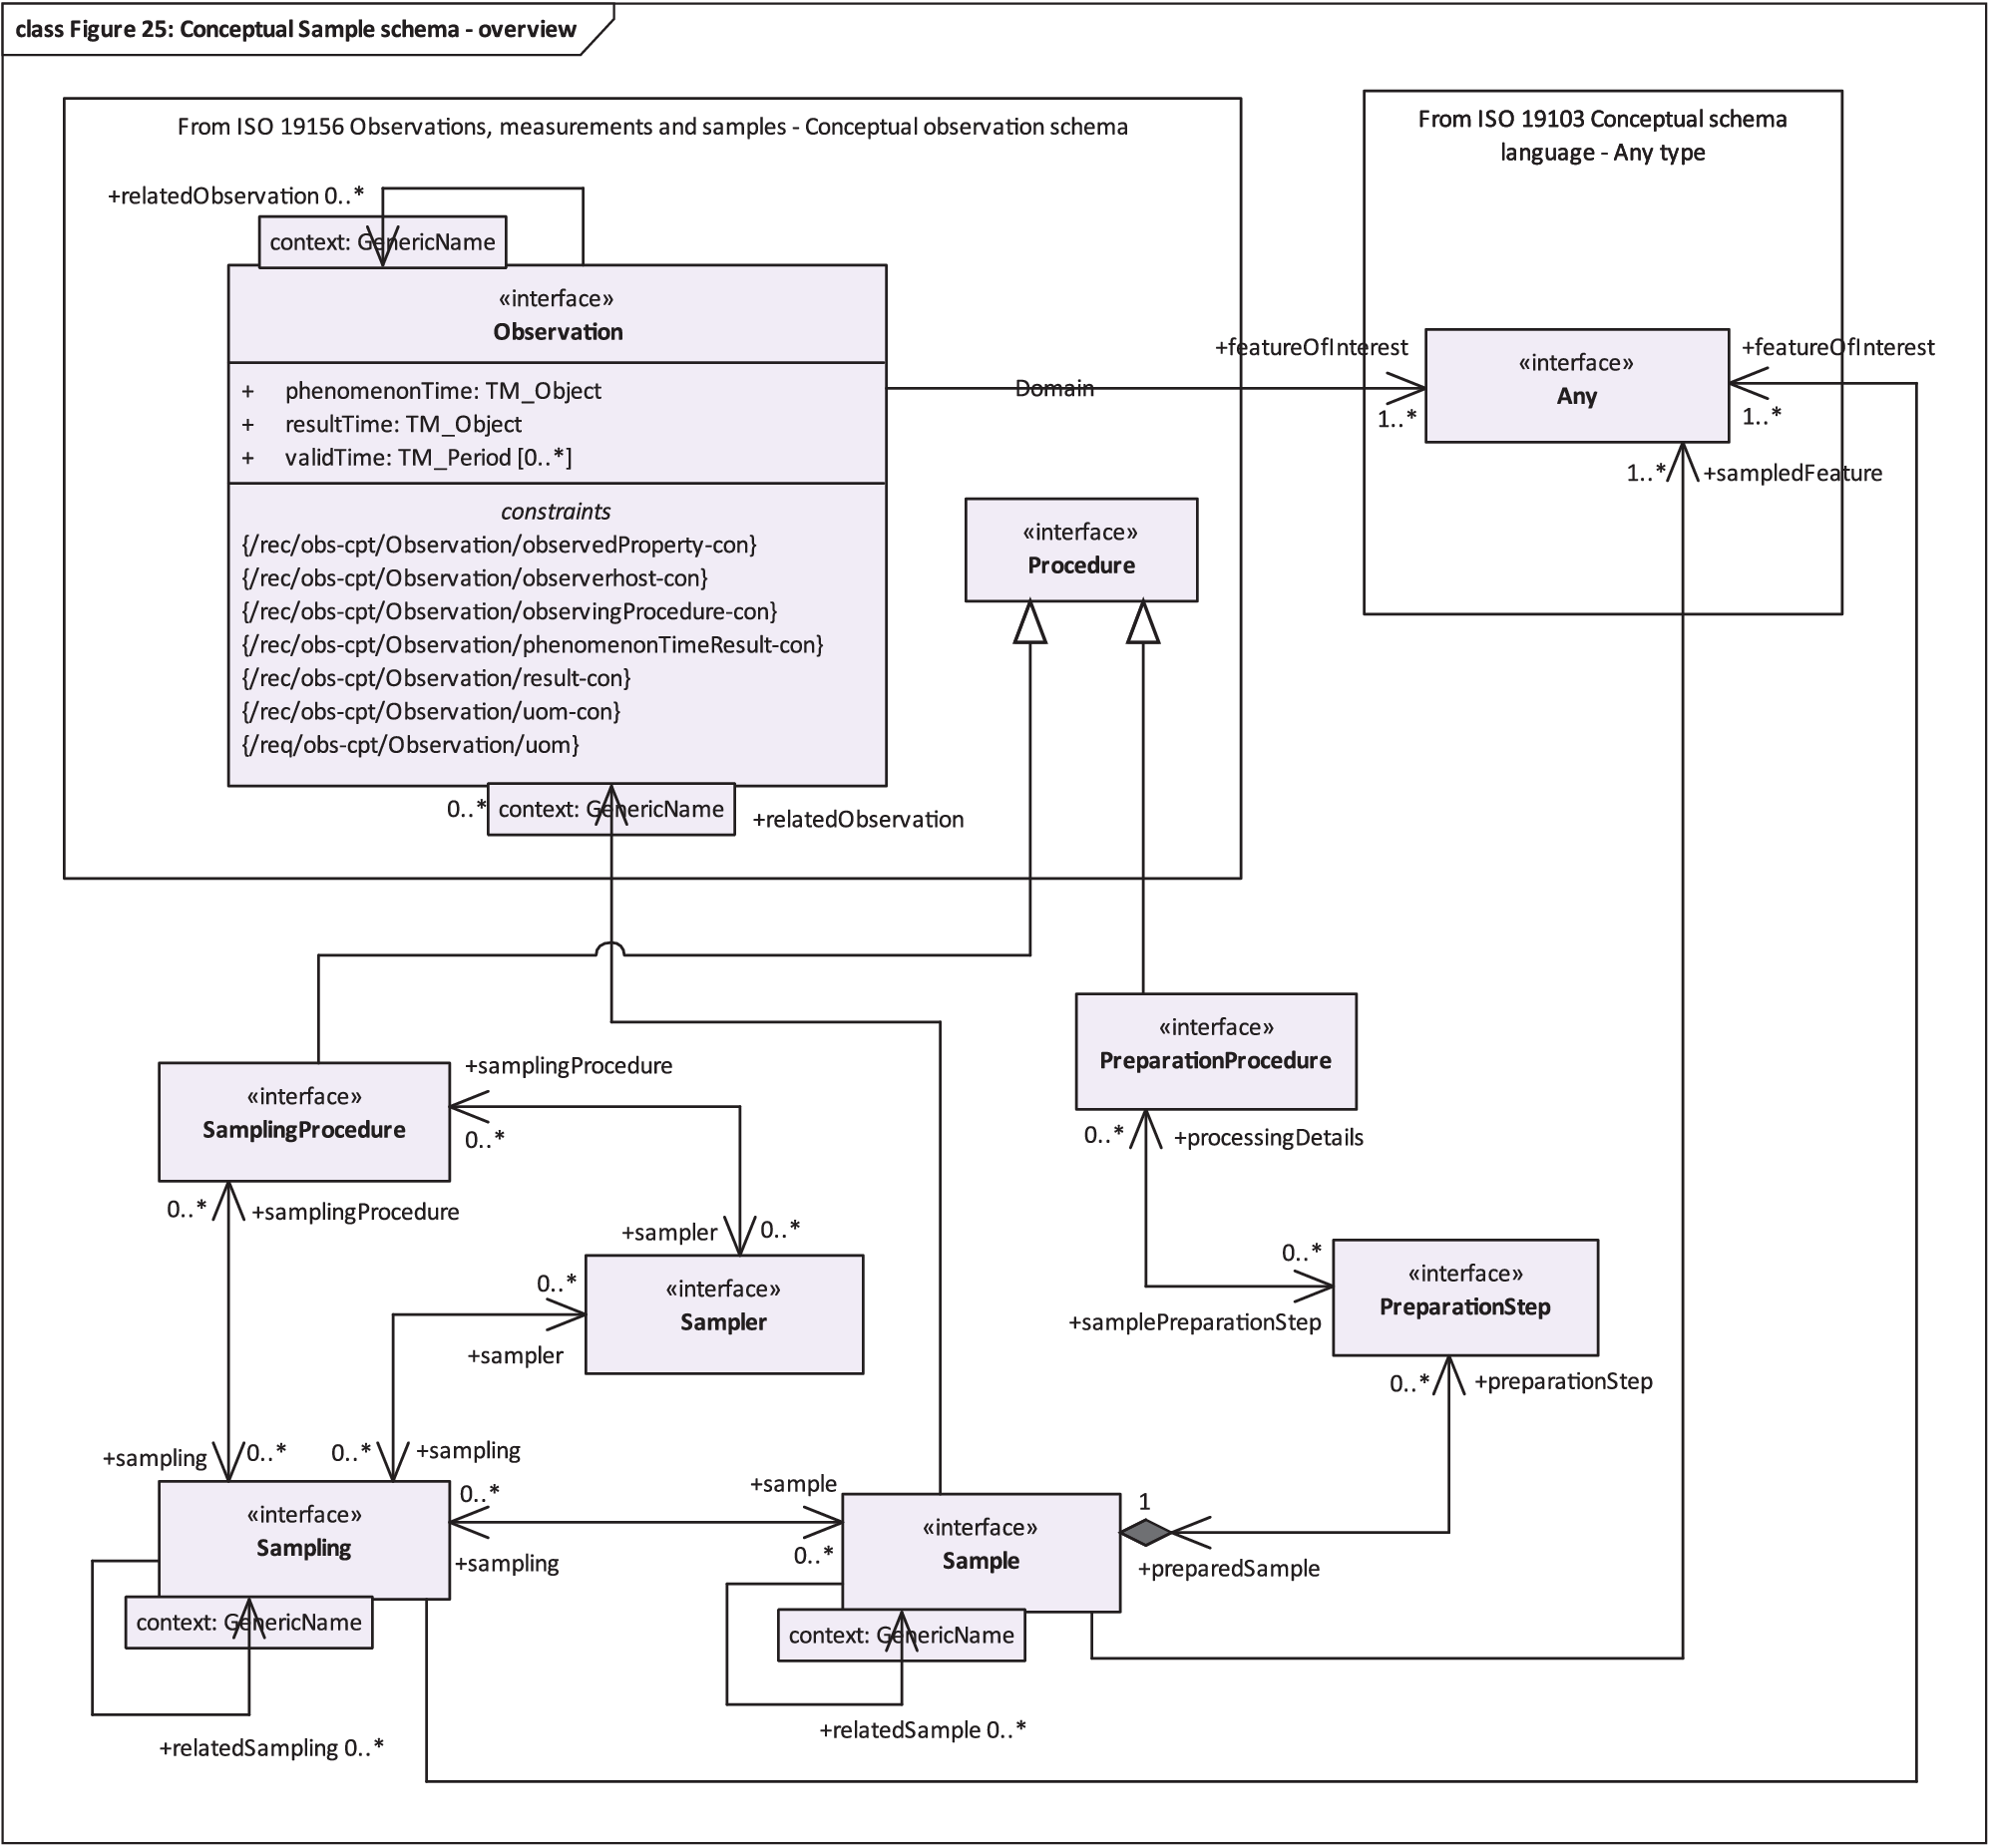 class Figure 25: Conceptual Sample schema - overview
From ISO 19156 Observations, measurements and samples - Conceptual observation schema
From ISO 19103 Conceptual schema
language - Any type
+relatedObservation 0..*
context: GenericName
«interface»
Observation
+ phenomenonTime: TM_Object
+ resultTime: TM_Object
+ validTime: TM_Period [0..*]
constraints
{/rec/obs-cpt/Observation/observedProperty-con}
{/rec/obs-cpt/Observation/observerhost-con}
{/rec/obs-cpt/Observation/observingProcedure-con}
{/rec/obs-cpt/Observation/phenomenonTimeResult-con}
{/rec/obs-cpt/Observation/result-con}
{/rec/obs-cpt/Observation/uom-con}
{/req/obs-cpt/Observation/uom}
0..*
context: GenericName
+relatedObservation
Domain
+featureOfInterest
1..*
«interface»
Any
+featureOfInterest
1..*
1..*
+sampledFeature
«interface»
Procedure
«interface»
SamplingProcedure
+samplingProcedure
0..*
0..*
+samplingProcedure
«interface»
PreparationProcedure
0..*
+processingDetails
+sampler
0..*
«interface»
Sampler
0..*
+sampler
0..*
+samplePreparationStep
«interface»
PreparationStep
0..*
+preparationStep
+sampling
0..*
0..*
+sampling
«interface»
Sampling
0..*
+sampling
context: GenericName
+relatedSampling 0..*
+sample
0..*
«interface»
Sample
1
+preparedSample
context: GenericName
+relatedSample 0..*